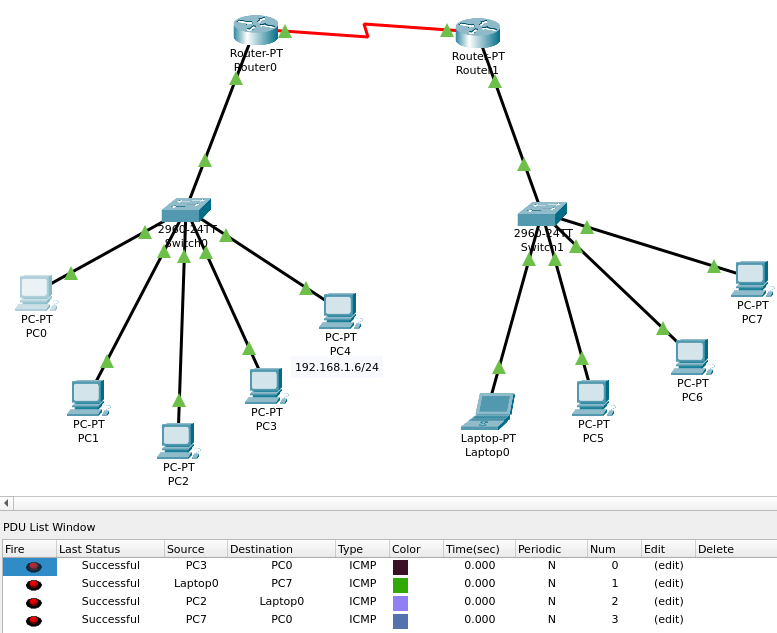 Router-PT
Router0
Router-PT
Router1
2960-24TT
Switch0
2960-24TT
Switch1
PC-PT
PC0
PC-PT
PC4
192.168.1.6/24
PC-PT
PC7
PC-PT
PC6
PC-PT
PC1
PC-PT
PC3
PC-PT
PC2
Laptop-PT
Laptop0
PC-PT
PC5
PDU List Window
Fire Last Status Source Destination Type Color Time(sec) Periodic Num Edit Delete
Successful PC3 PC0 ICMP 0.000 N 0 (edit)
Successful Laptop0 PC7 ICMP 0.000 N 1 (edit)
Successful PC2 Laptop0 ICMP 0.000 N 2 (edit)
Successful PC7 PC0 ICMP 0.000 N 3 (edit)